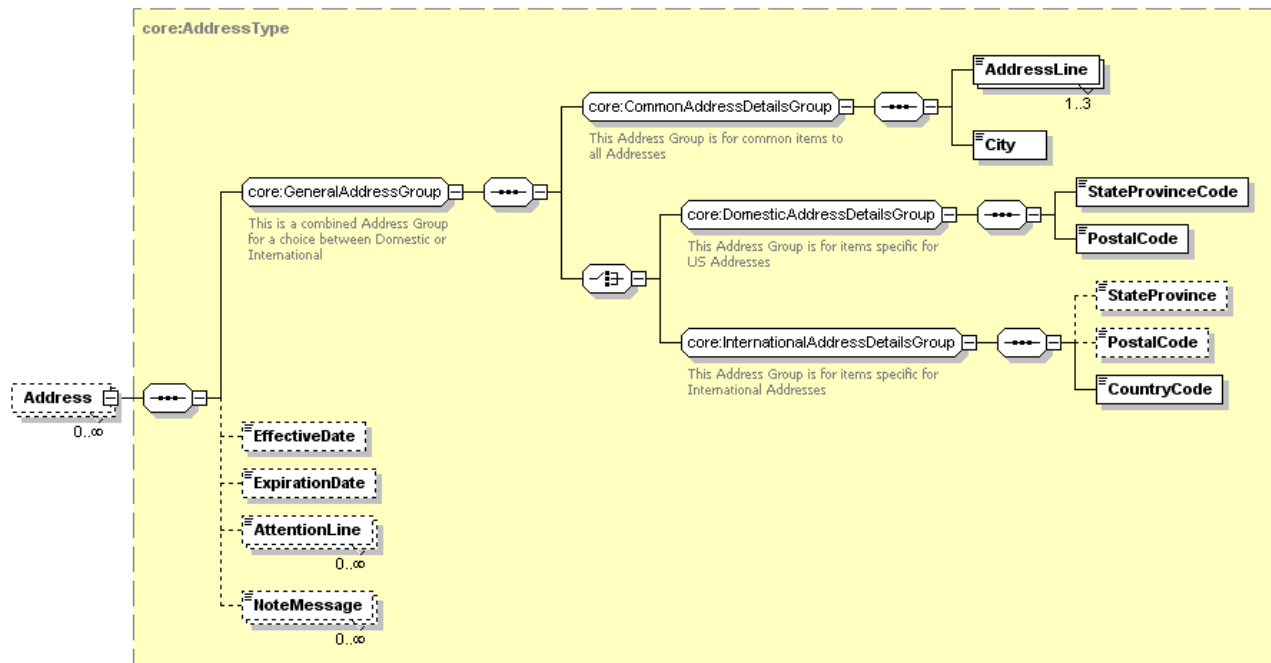 core:AddressType
AddressLine
1..3
core:CommonAddressDetailsGroup
This Address Group is for common items to
all Addresses
City
core:GeneralAddressGroup
This is a combined Address Group
for a choice between Domestic or
International
core:DomesticAddressDetailsGroup
This Address Group is for items specific for
US Addresses
StateProvinceCode
PostalCode
core:InternationalAddressDetailsGroup
This Address Group is for items specific for
International Addresses
StateProvince
PostalCode
CountryCode
Address
0..∞
EffectiveDate
ExpirationDate
AttentionLine
0..∞
NoteMessage
0..∞